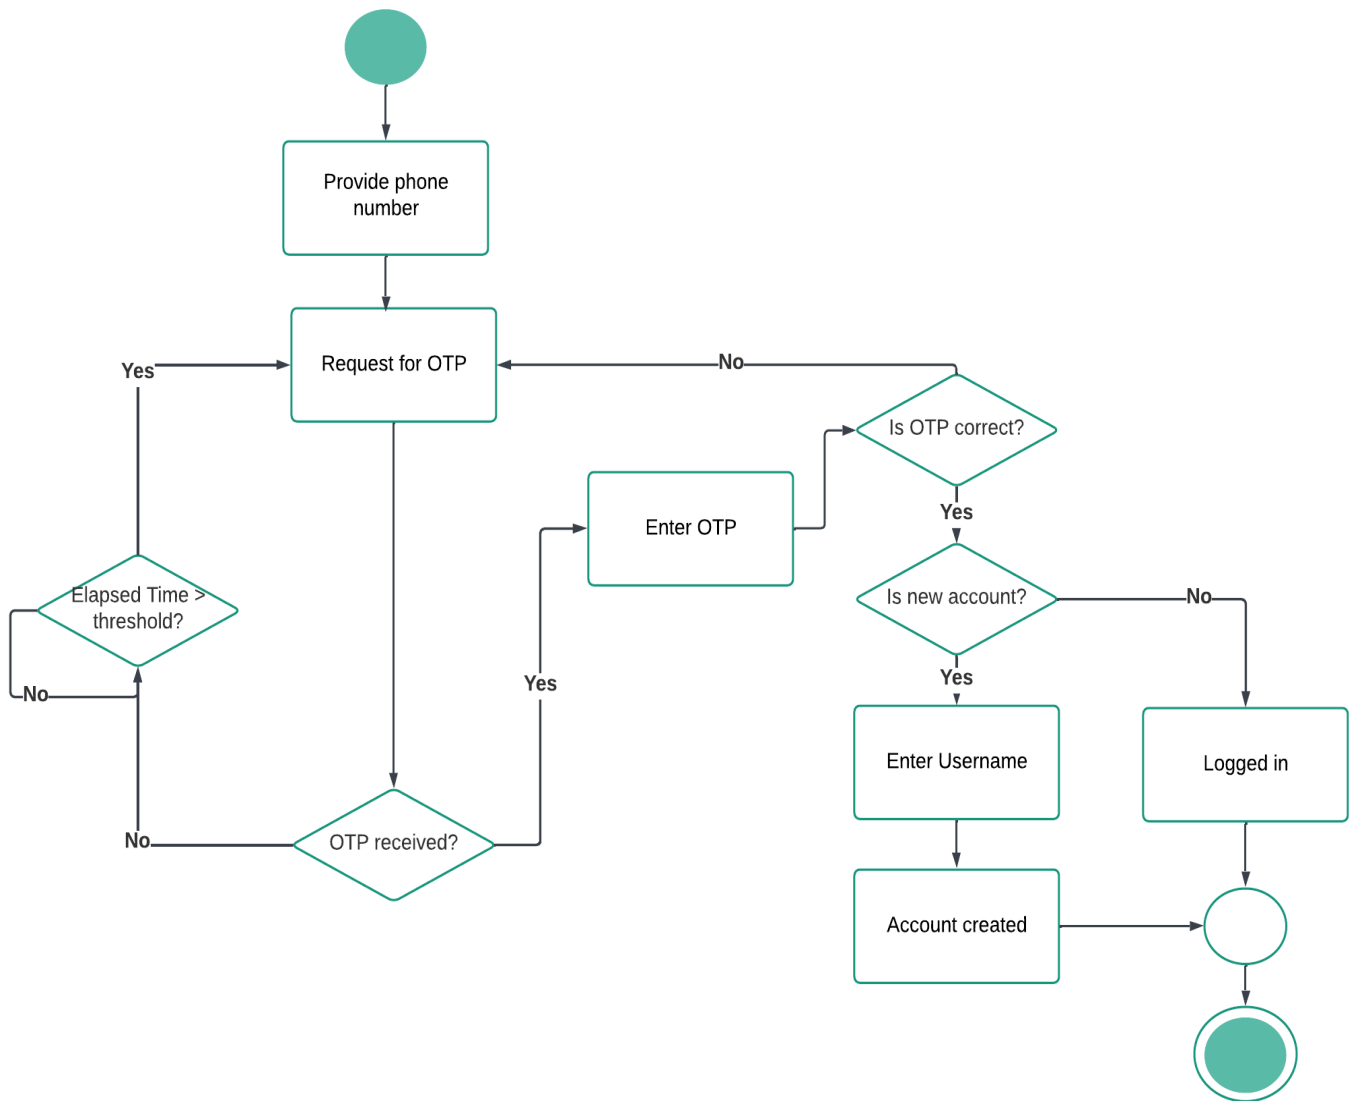 Provide phone
number
Request for OTP
Yes
No
Is OTP correct?
Enter OTP
Yes
Elapsed Time >
threshold?
Is new account?
No
No
Yes
Yes
Enter Username
Logged in
OTP received?
No
Account created